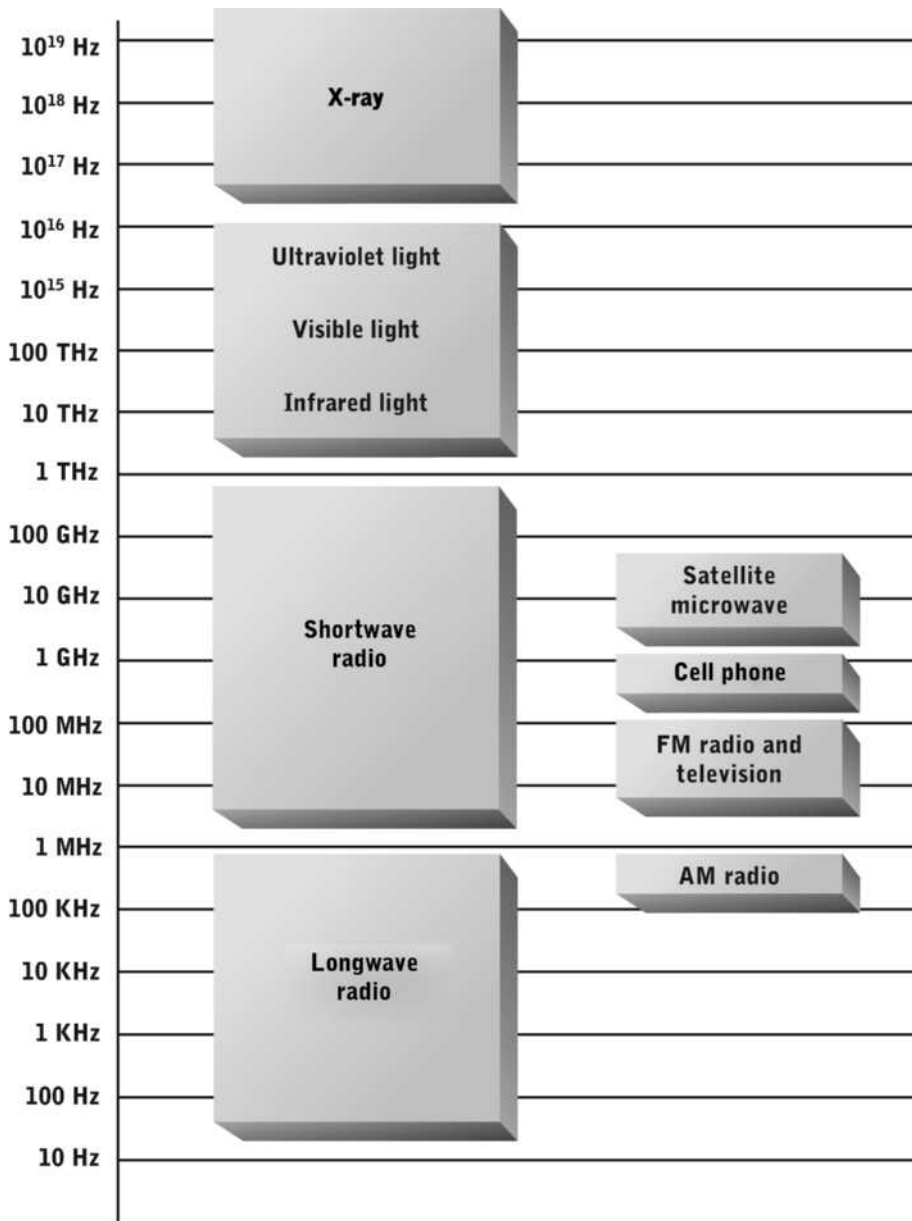 10¹⁹ Hz
X-ray
10¹⁸ Hz
10¹⁷ Hz
10¹⁶ Hz
Ultraviolet light
10¹⁵ Hz
Visible light
100 THz
Infrared light
10 THz
1 THz
100 GHz
Satellite
microwave
10 GHz
Shortwave
radio
1 GHz
Cell phone
100 MHz
FM radio and
television
10 MHz
1 MHz
AM radio
100 KHz
Longwave
radio
10 KHz
1 KHz
100 Hz
10 Hz